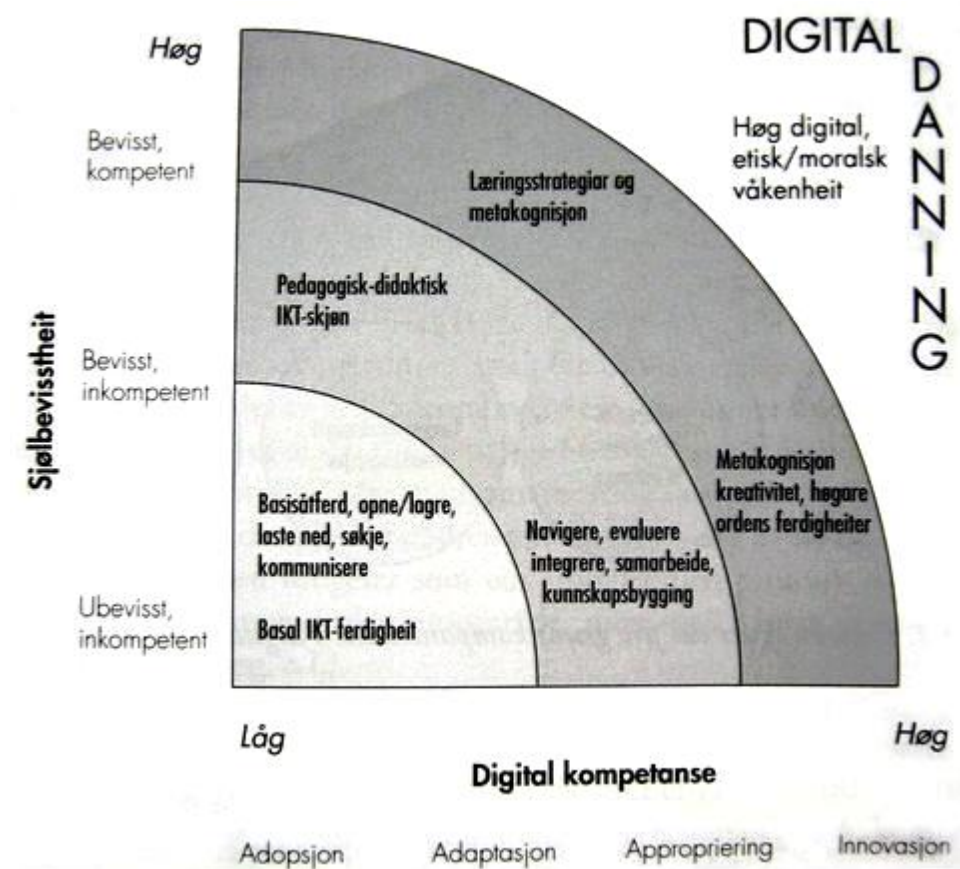 DIGITAL
DANNING
Høg digital,
etisk/moralsk
våkenheit
Høg
Bevisst,
kompetent
Bevisst,
inkompetent
Ubevisst,
inkompetent
Sjølbevisstheit
Læringsstrategiar og
metakognisjon
Pedagogisk-didaktisk
IKT-skjøn
Metakognisjon
kreativitet, høgare
ordens ferdigheiter
Basisåtferd, opne/lagre,
laste ned, søkje,
kommunisere
Basal IKT-ferdigheit
Navigere, evaluere
integrere, samarbeide,
kunnskapsbygging
Låg
Høg
Digital kompetanse
Adopsjon
Adaptasjon
Appropriering
Innovasjon